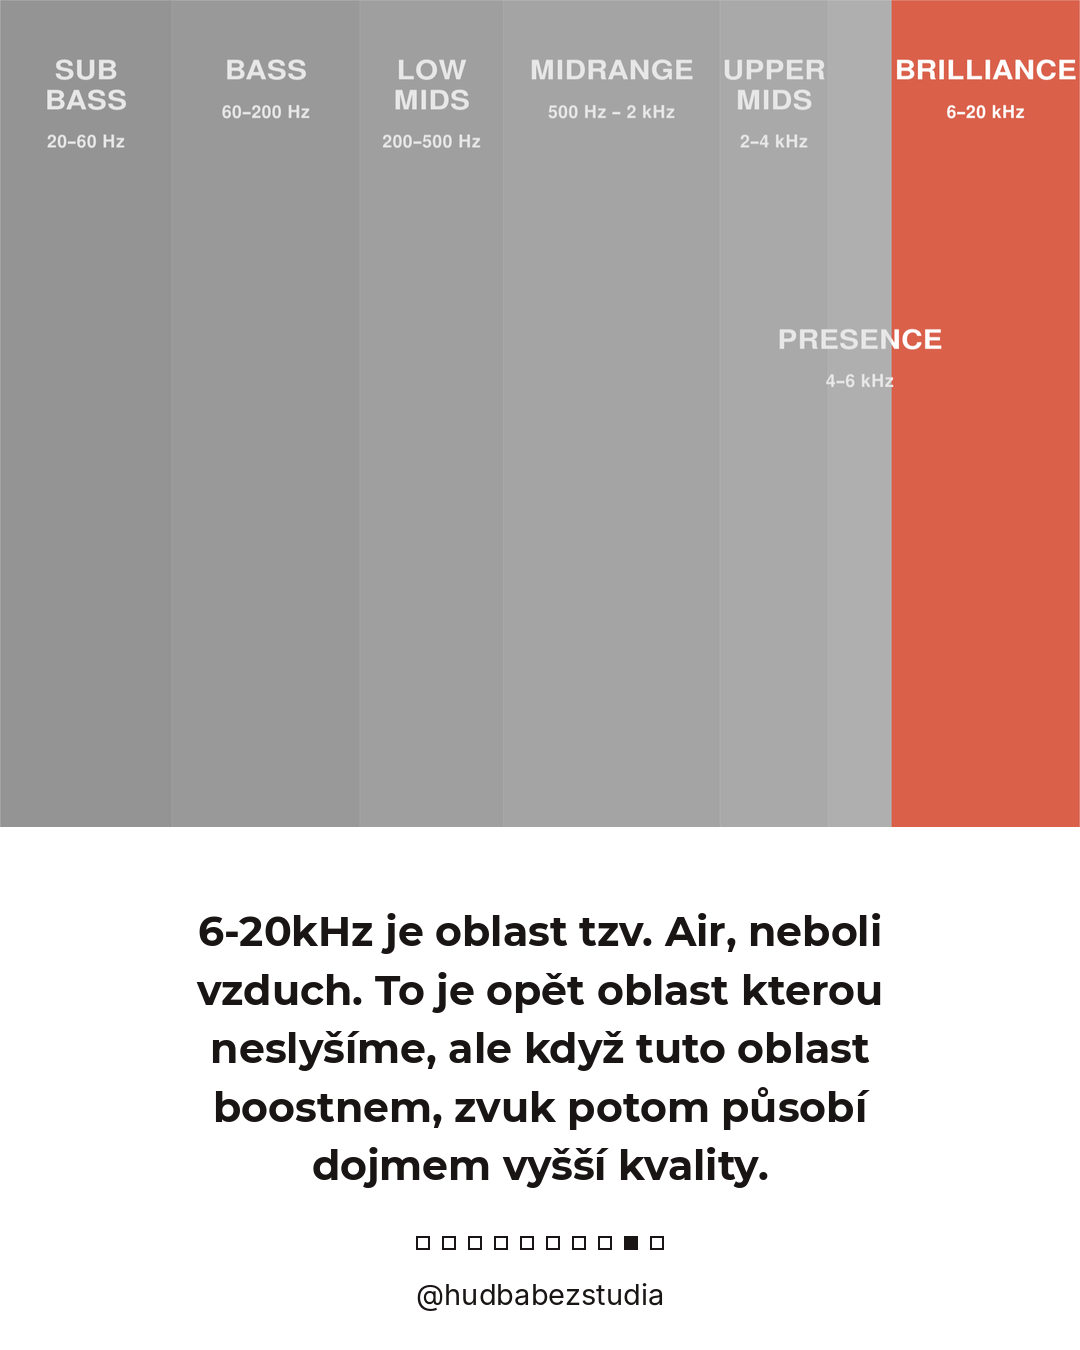 SUB
BASS
20–60 Hz
BASS
60–200 Hz
LOW
MIDS
200–500 Hz
MIDRANGE
500 Hz – 2 kHz
UPPER
MIDS
2–4 kHz
BRILLIANCE
6–20 kHz
PRESENCE
4–6 kHz
6-20kHz je oblast tzv. Air, neboli
vzduch. To je opět oblast kterou
neslyšíme, ale když tuto oblast
boostnem, zvuk potom působí
dojmem vyšší kvality.
@hudbabezstudia